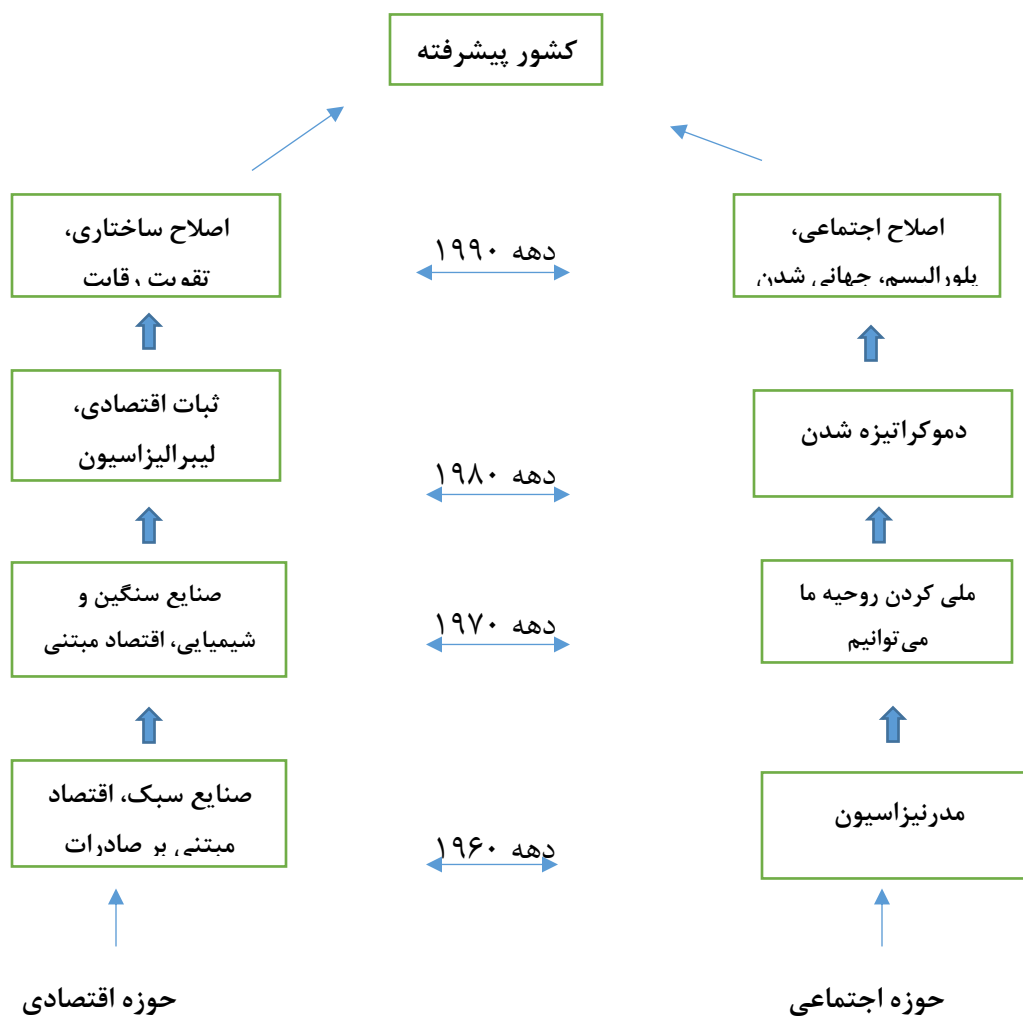 کشور پیشرفته
اصلاح اجتماعی،
پلورالیسم، جهانی شدن
دهه ۱۹۹۰
اصلاح ساختاری،
تقویت رقابت
دموکراتیزه شدن
دهه ۱۹۸۰
ثبات اقتصادی،
لیبرالیزاسیون
ملی کردن روحیه ما
می‌توانیم
دهه ۱۹۷۰
صنایع سنگین و
شیمیایی، اقتصاد مبتنی
مدرنیزاسیون
دهه ۱۹۶۰
صنایع سبک، اقتصاد
مبتنی بر صادرات
حوزه اجتماعی
حوزه اقتصادی